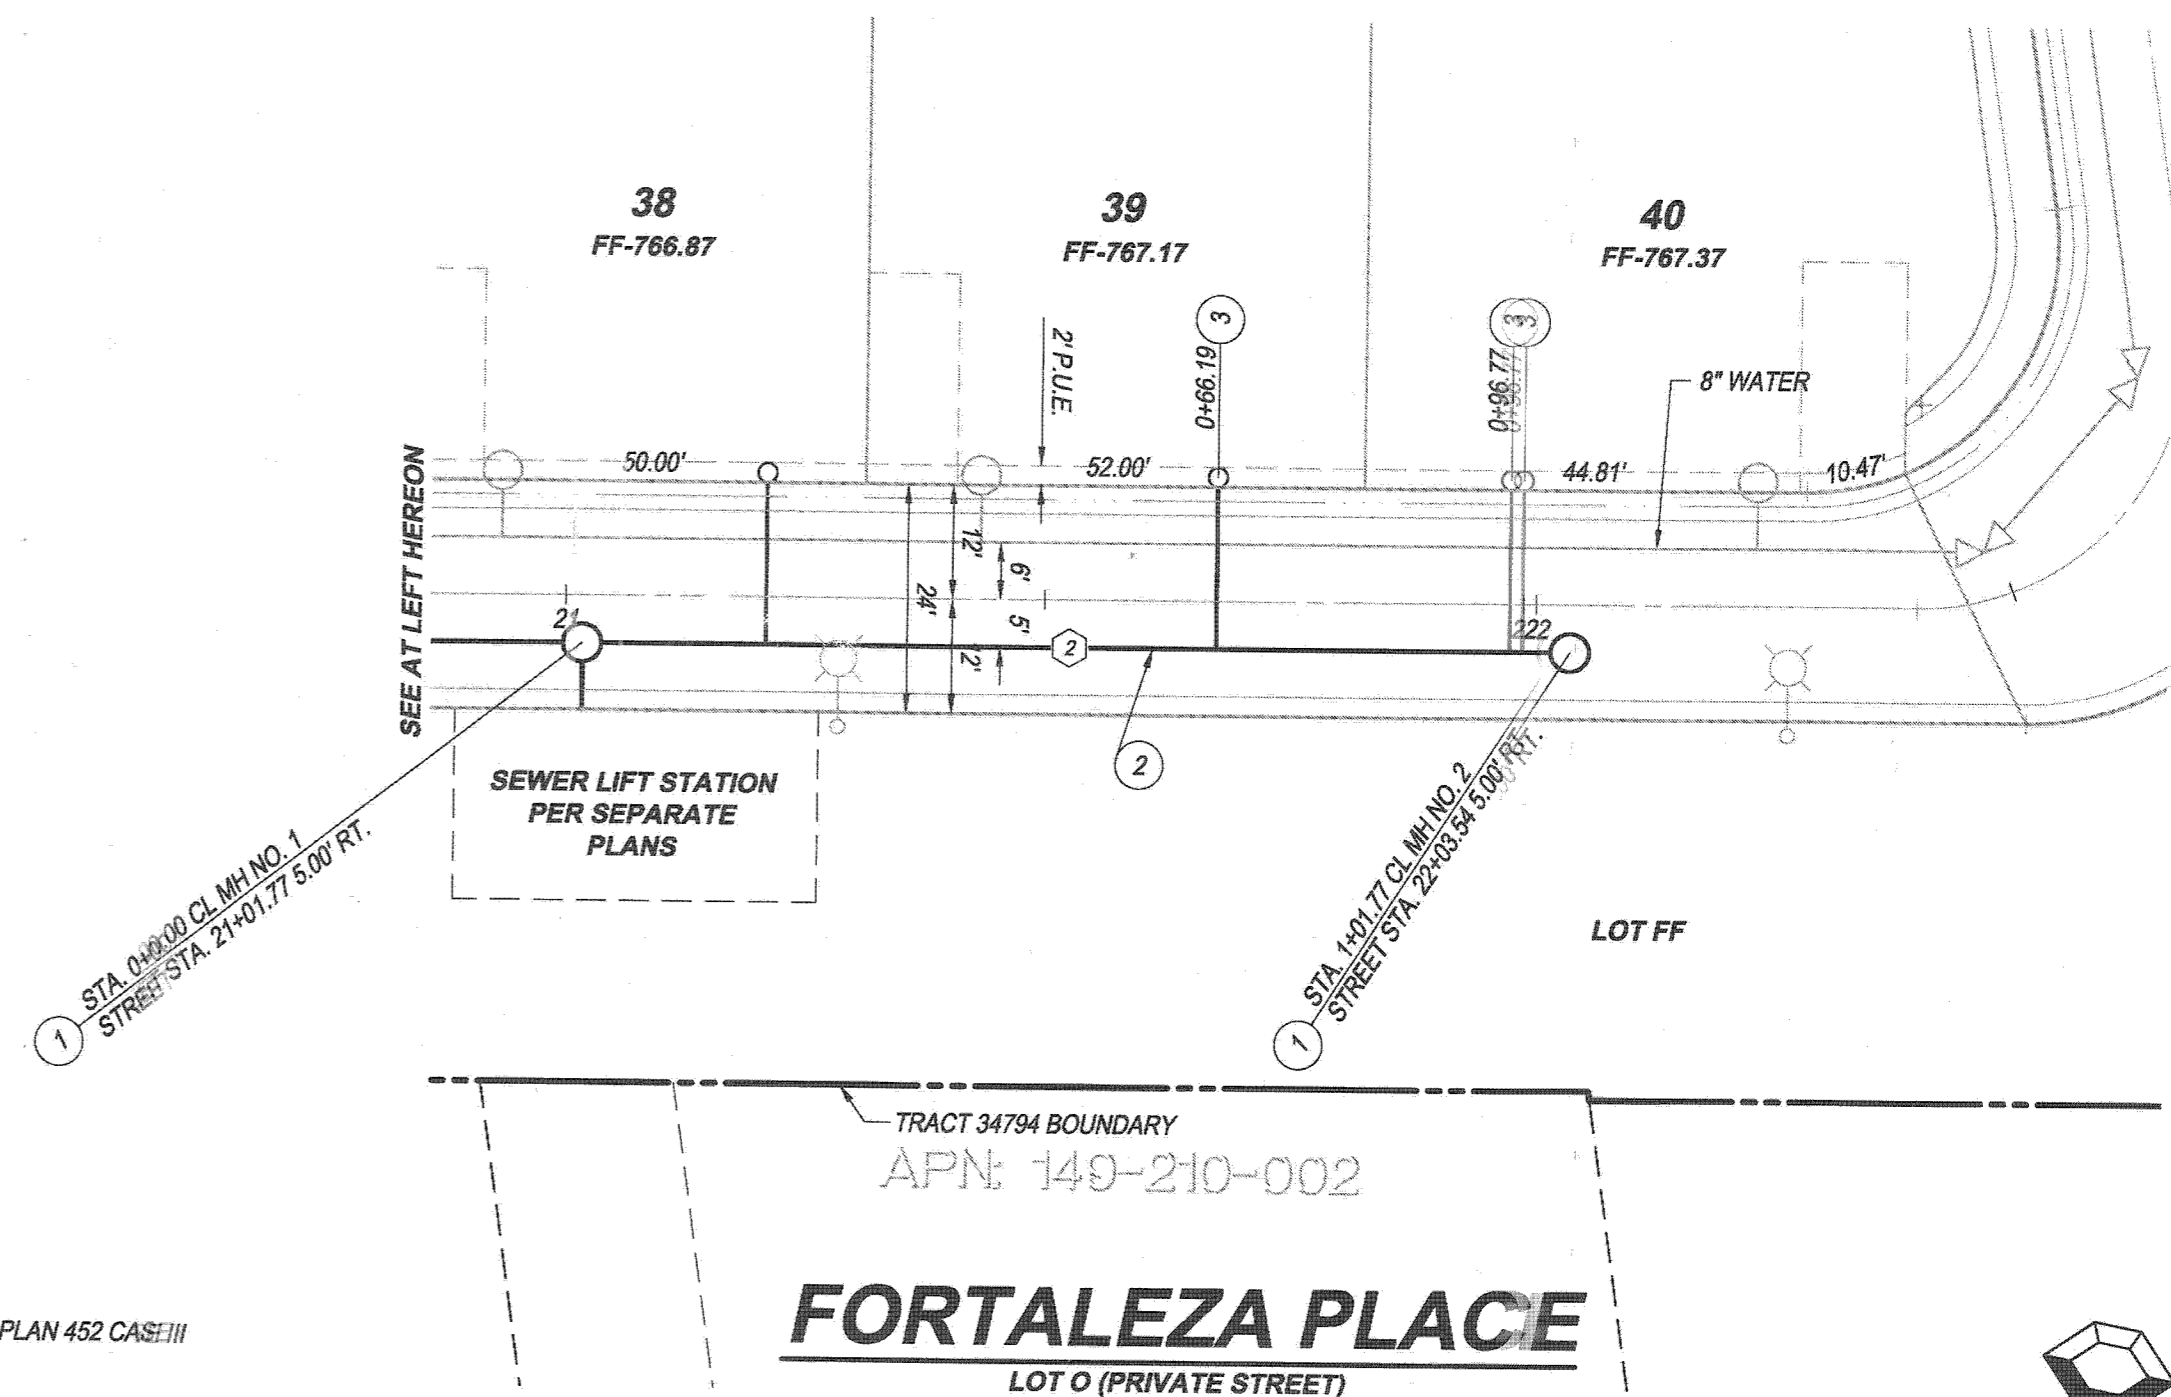 38
FF-766.87
39
FF-767.17
40
FF-767.37
3
3
3
2' P.U.E.
0+66.19
0+96.77
8" WATER
SEE AT LEFT HEREON
50.00'
52.00'
44.81'
10.47'
12'
6'
24'
5'
12'
21
2
22
2
SEWER LIFT STATION
PER SEPARATE
PLANS
STA. 0+00.00 CL MH NO. 1
STREET STA. 21+01.77 5.00' RT.
1
STA. 1+01.77 CL MH NO. 2
STREET STA. 22+03.54 5.00' RT.
1
LOT FF
TRACT 34794 BOUNDARY
APN: 149-210-002
PLAN 452 CASE III
FORTALEZA PLACE
LOT O (PRIVATE STREET)